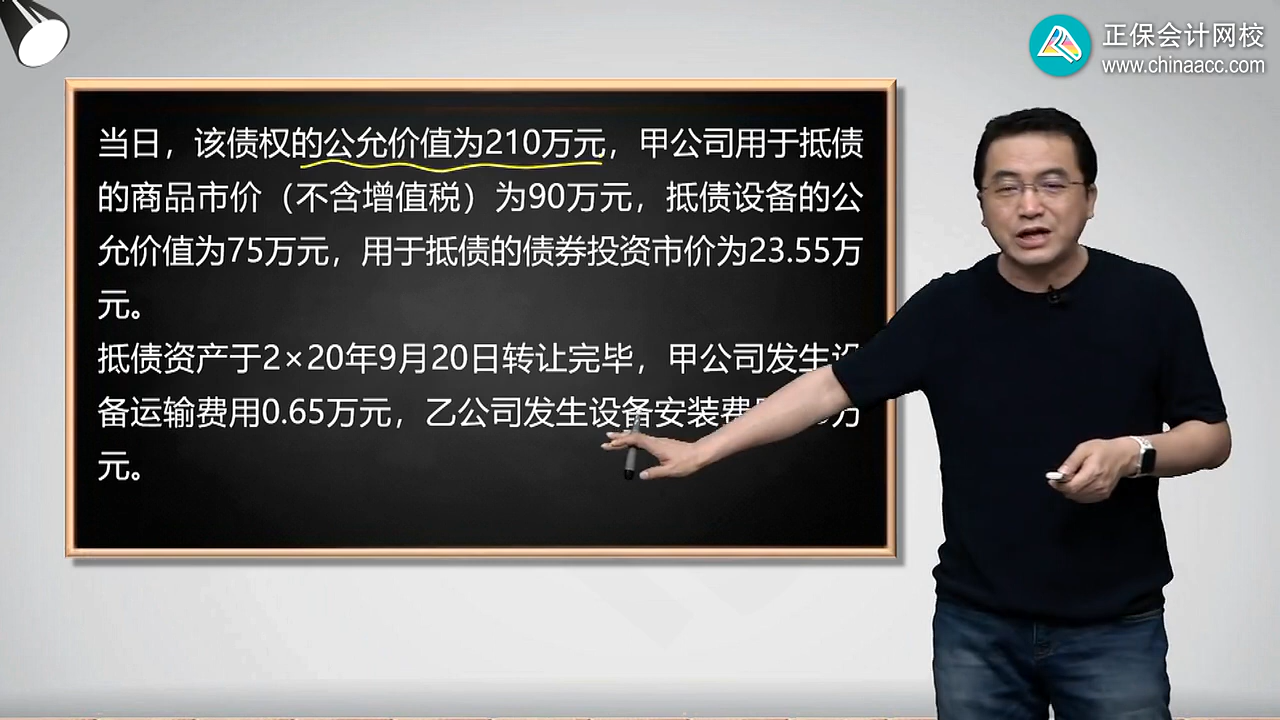 正保会计网校
www.chinaacc.com
当日，该债权的公允价值为210万元，甲公司用于抵债
的商品市价（不含增值税）为90万元，抵债设备的公
允价值为75万元，用于抵债的债券投资市价为23.55万
元。
抵债资产于2×20年9月20日转让完毕，甲公司发生设
备运输费用0.65万元，乙公司发生设备安装费 万
元。